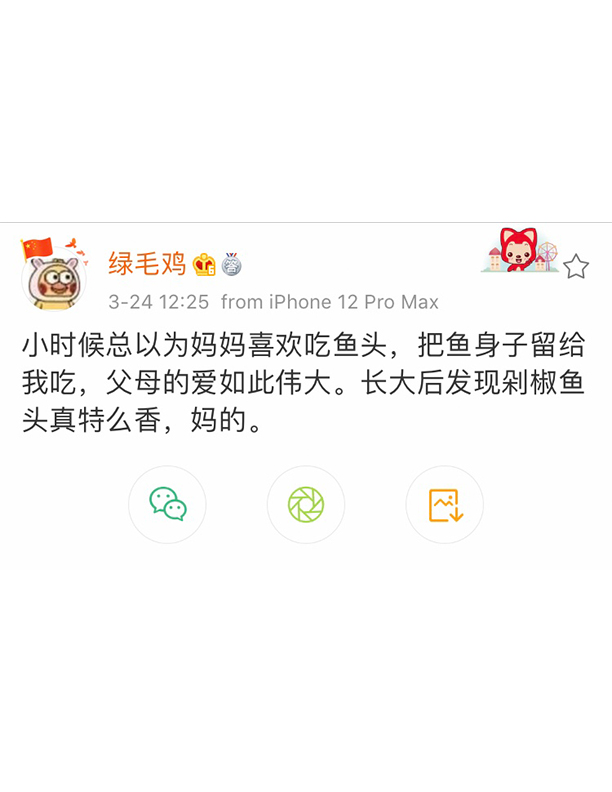 绿毛鸡
答
3-24 12:25 from iPhone 12 Pro Max
小时候总以为妈妈喜欢吃鱼头，把鱼身子留给
我吃，父母的爱如此伟大。长大后发现剁椒鱼
头真特么香，妈的。